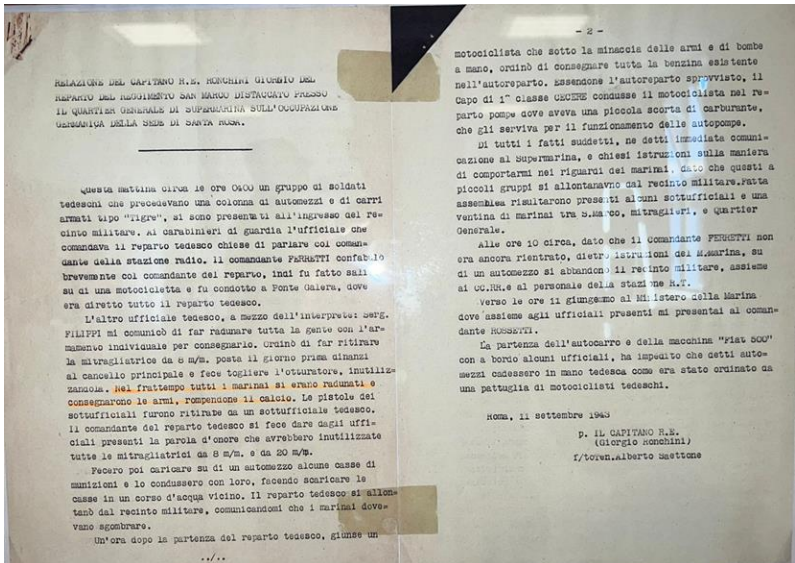 RELAZIONE DEL CAPITANO R.E. RONCHINI GIORGIO DEL
REPARTO DEL REGGIMENTO SAN MARCO DISTACCATO PRESSO
IL QUARTIER GENERALE DI SUPERMARINA SULL'OCCUPAZIONE
GERMANICA DELLA SEDE DI SANTA ROSA.
Questa mattina circa le ore 0400 un gruppo di soldati
tedeschi che precedevano una colonna di automezzi e di carri
armati tipo "Tigre", si sono presentati all'ingresso del re=
cinto militare. Ai carabinieri di guardia l'ufficiale che
comandava il reparto tedesco chiese di parlare col coman=
dante della stazione radio. Il comandante FERRETTI confabulò
brevemente col comandante del reparto, indi fu fatto salire
su di una motocicletta e fu condotto a Ponte Galera, dove
era diretto tutto il reparto tedesco.
L'altro ufficiale tedesco, a mezzo dell'interprete: Serg.
FILIPPI mi comunicò di far radunare tutta la gente con l'ar=
mamento individuale per consegnarlo. Ordinò di far ritirare
la mitragliatrice da 8 m/m. posta il giorno prima dinanzi
al cancello principale e fece togliere l'otturatore, inutiliz=
zandola. Nel frattempo tutti i marinai si erano radunati e
consegnarono le armi, rompendone il calcio. Le pistole dei
sottufficiali furono ritirate da un sottufficiale tedesco.
Il comandante del reparto tedesco si fece dare dagli uffi=
ciali presenti la parola d'onore che avrebbero inutilizzate
tutte le mitragliatrici da 8 m/m. e da 20 m/m.
Fecero poi caricare su di un automezzo alcune casse di
munizioni e lo condussero con loro, facendo scaricare le
casse in un corso d'acqua vicino. Il reparto tedesco si allon=
tanò dal recinto militare, comunicandomi che i marinai dove=
vano sgombrare.
Un'ora dopo la partenza del reparto tedesco, giunse un
../..
- 2 -
motociclista che sotto la minaccia delle armi e di bombe
a mano, ordinò di consegnare tutta la benzina esistente
nell'autoreparto. Essendone l'autoreparto sprovvisto, il
Capo di 1^ classe CECERE condusse il motociclista nel re=
parto pompe dove aveva una piccola scorta di carburante,
che gli serviva per il funzionamento delle autopompe.
Di tutti i fatti suddetti, ne detti immediata comuni=
cazione al Supermarina, e chiesi istruzioni sulla maniera
di comportarmi nei riguardi dei marinai, dato che questi a
piccoli gruppi si allontanavno dal recinto militare.Fatta
assemblea risultarono presenti alcuni sottufficiali e una
ventina di marinai tra S.Marco, mitraglieri, e Quartier
Generale.
Alle ore 10 circa, dato che il Comandante FERRETTI non
era ancora rientrato, dietro istruzioni del M.Marina, su
di un automezzo si abbandonò il recinto militare, assieme
ai CC.RR.e al personale della stazione R.T.
Verso le ore 11 giungemmo al Ministero della Marina
dove assieme agli ufficiali presenti mi presentai al coman=
dante ROSSETTI.
La partenza dell'autocarro e della macchina "Fiat 500"
con a bordo alcuni ufficiali, ha impedito che detti auto=
mezzi cadessero in mano tedesca come era stato ordinato da
una pattuglia di motociclisti tedeschi.
Roma, 11 settembre 1943
p. IL CAPITANO R.E.
(Giorgio Ronchini)
f/toTen.Alberto Saettone